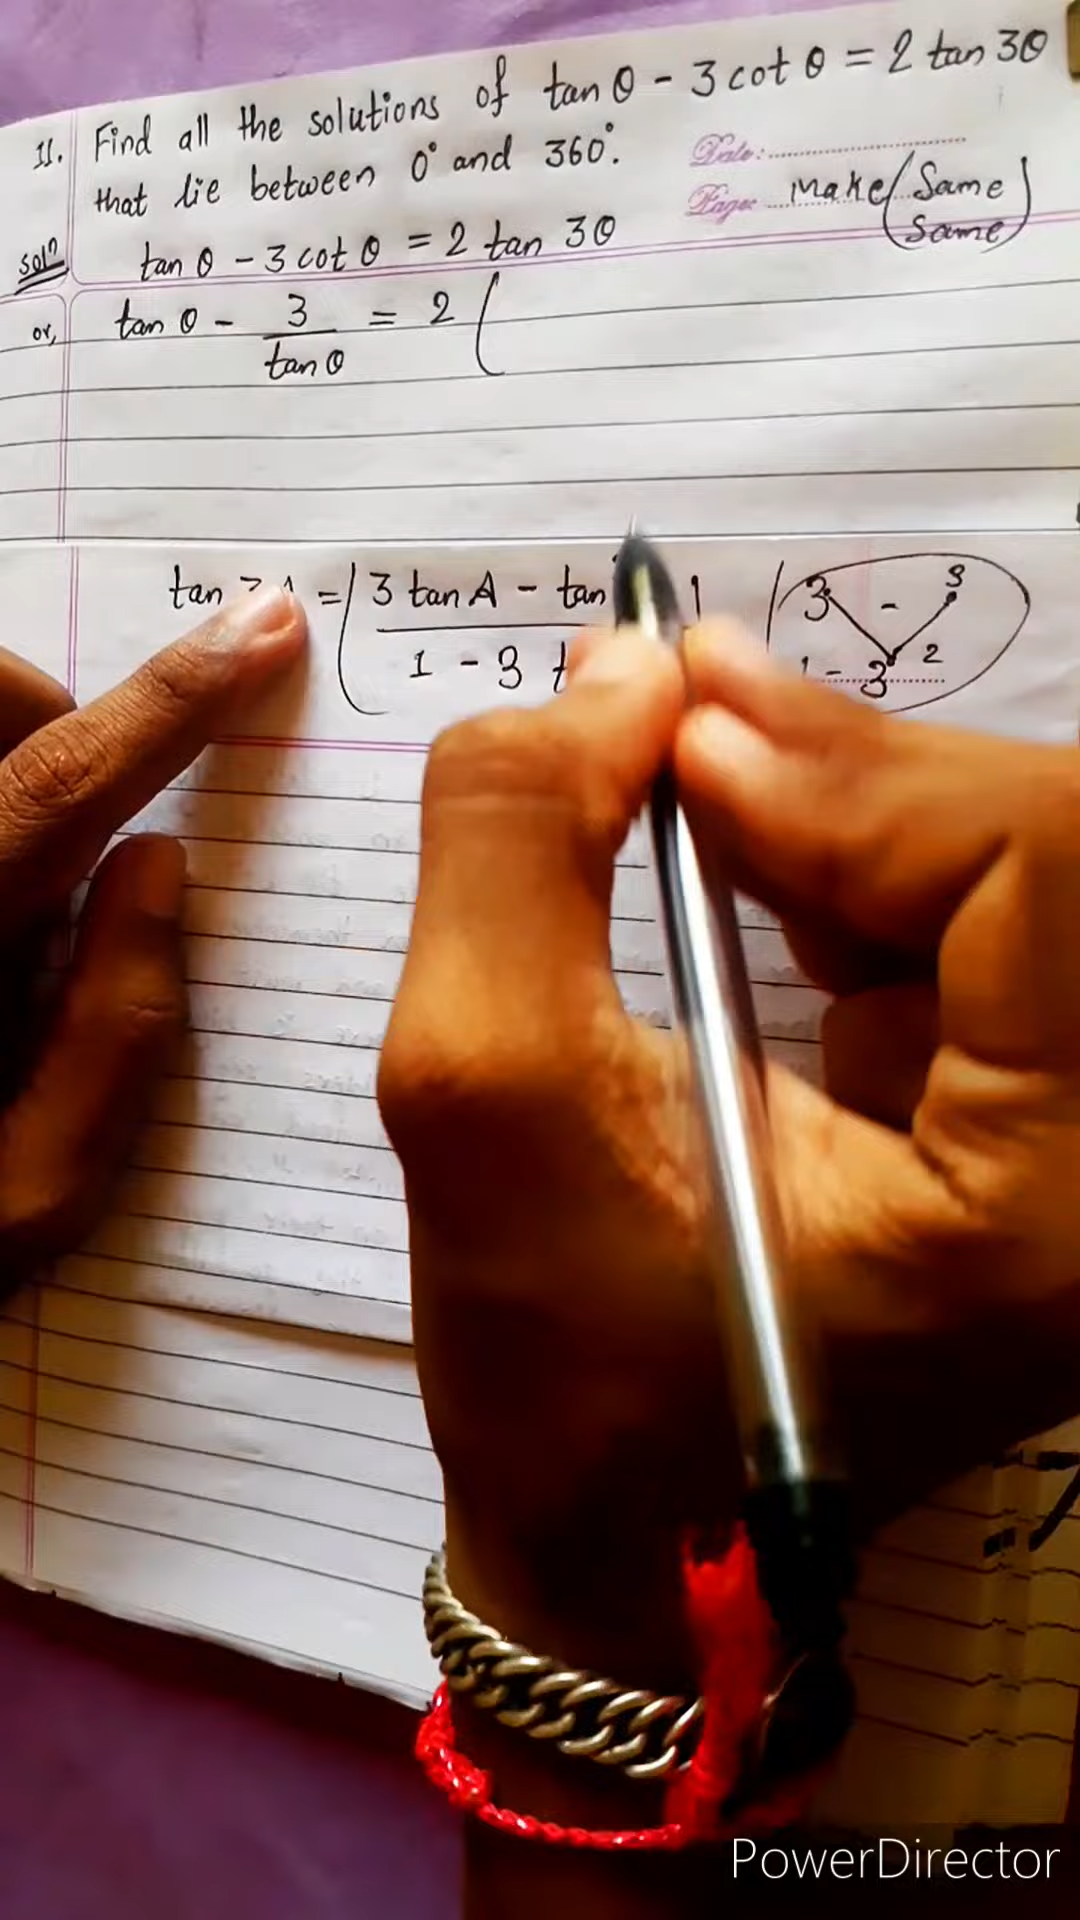 11. Find all the solutions of tan θ - 3 cot θ = 2 tan 3θ
that lie between 0° and 360°.
Date:
Page:
Make (Same
Same)
Solⁿ tan θ - 3 cot θ = 2 tan 3θ
or, tan θ - 3/tan θ = 2 (
tan = ( 3 tan A - tan
1 - 3
3 - 3
1 - 3 2
PowerDirector